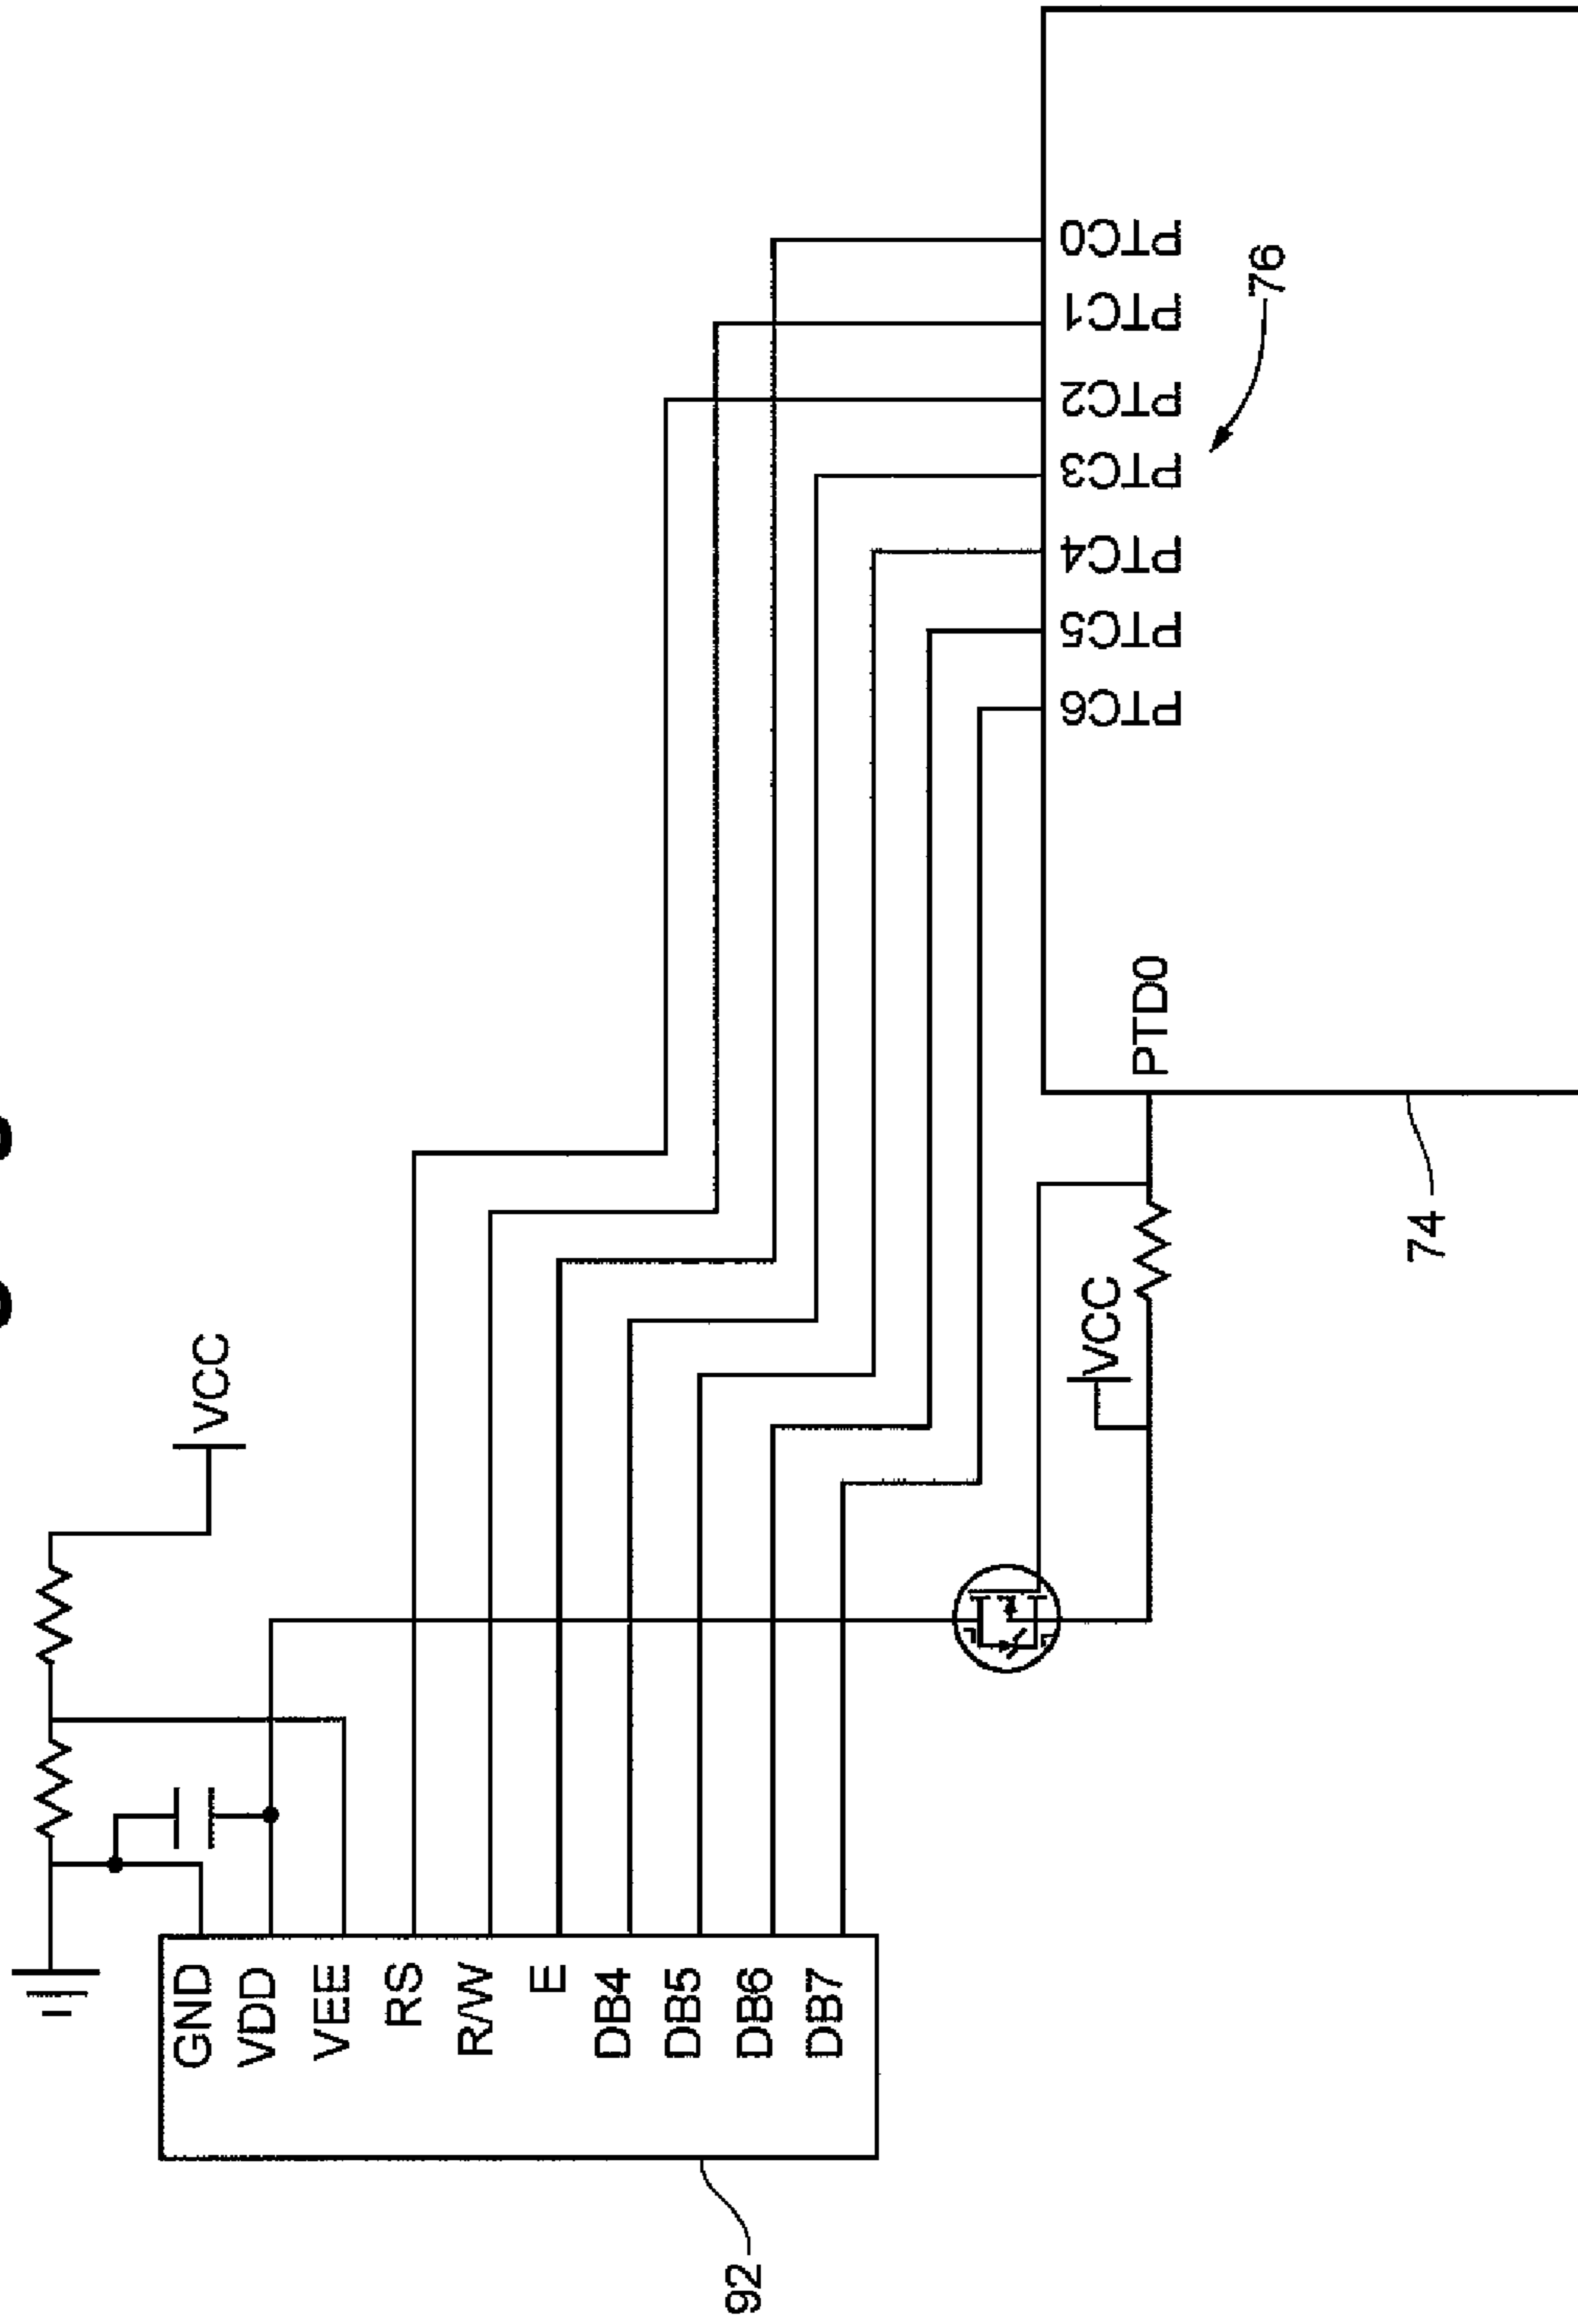 VCC
GND
VDD
VEE
RS
R/W
E
DB4
DB5
DB6
DB7
92
PTC0
PTC1
PTC2
PTC3
PTC4
PTC5
PTC6
76
PTD0
VCC
74